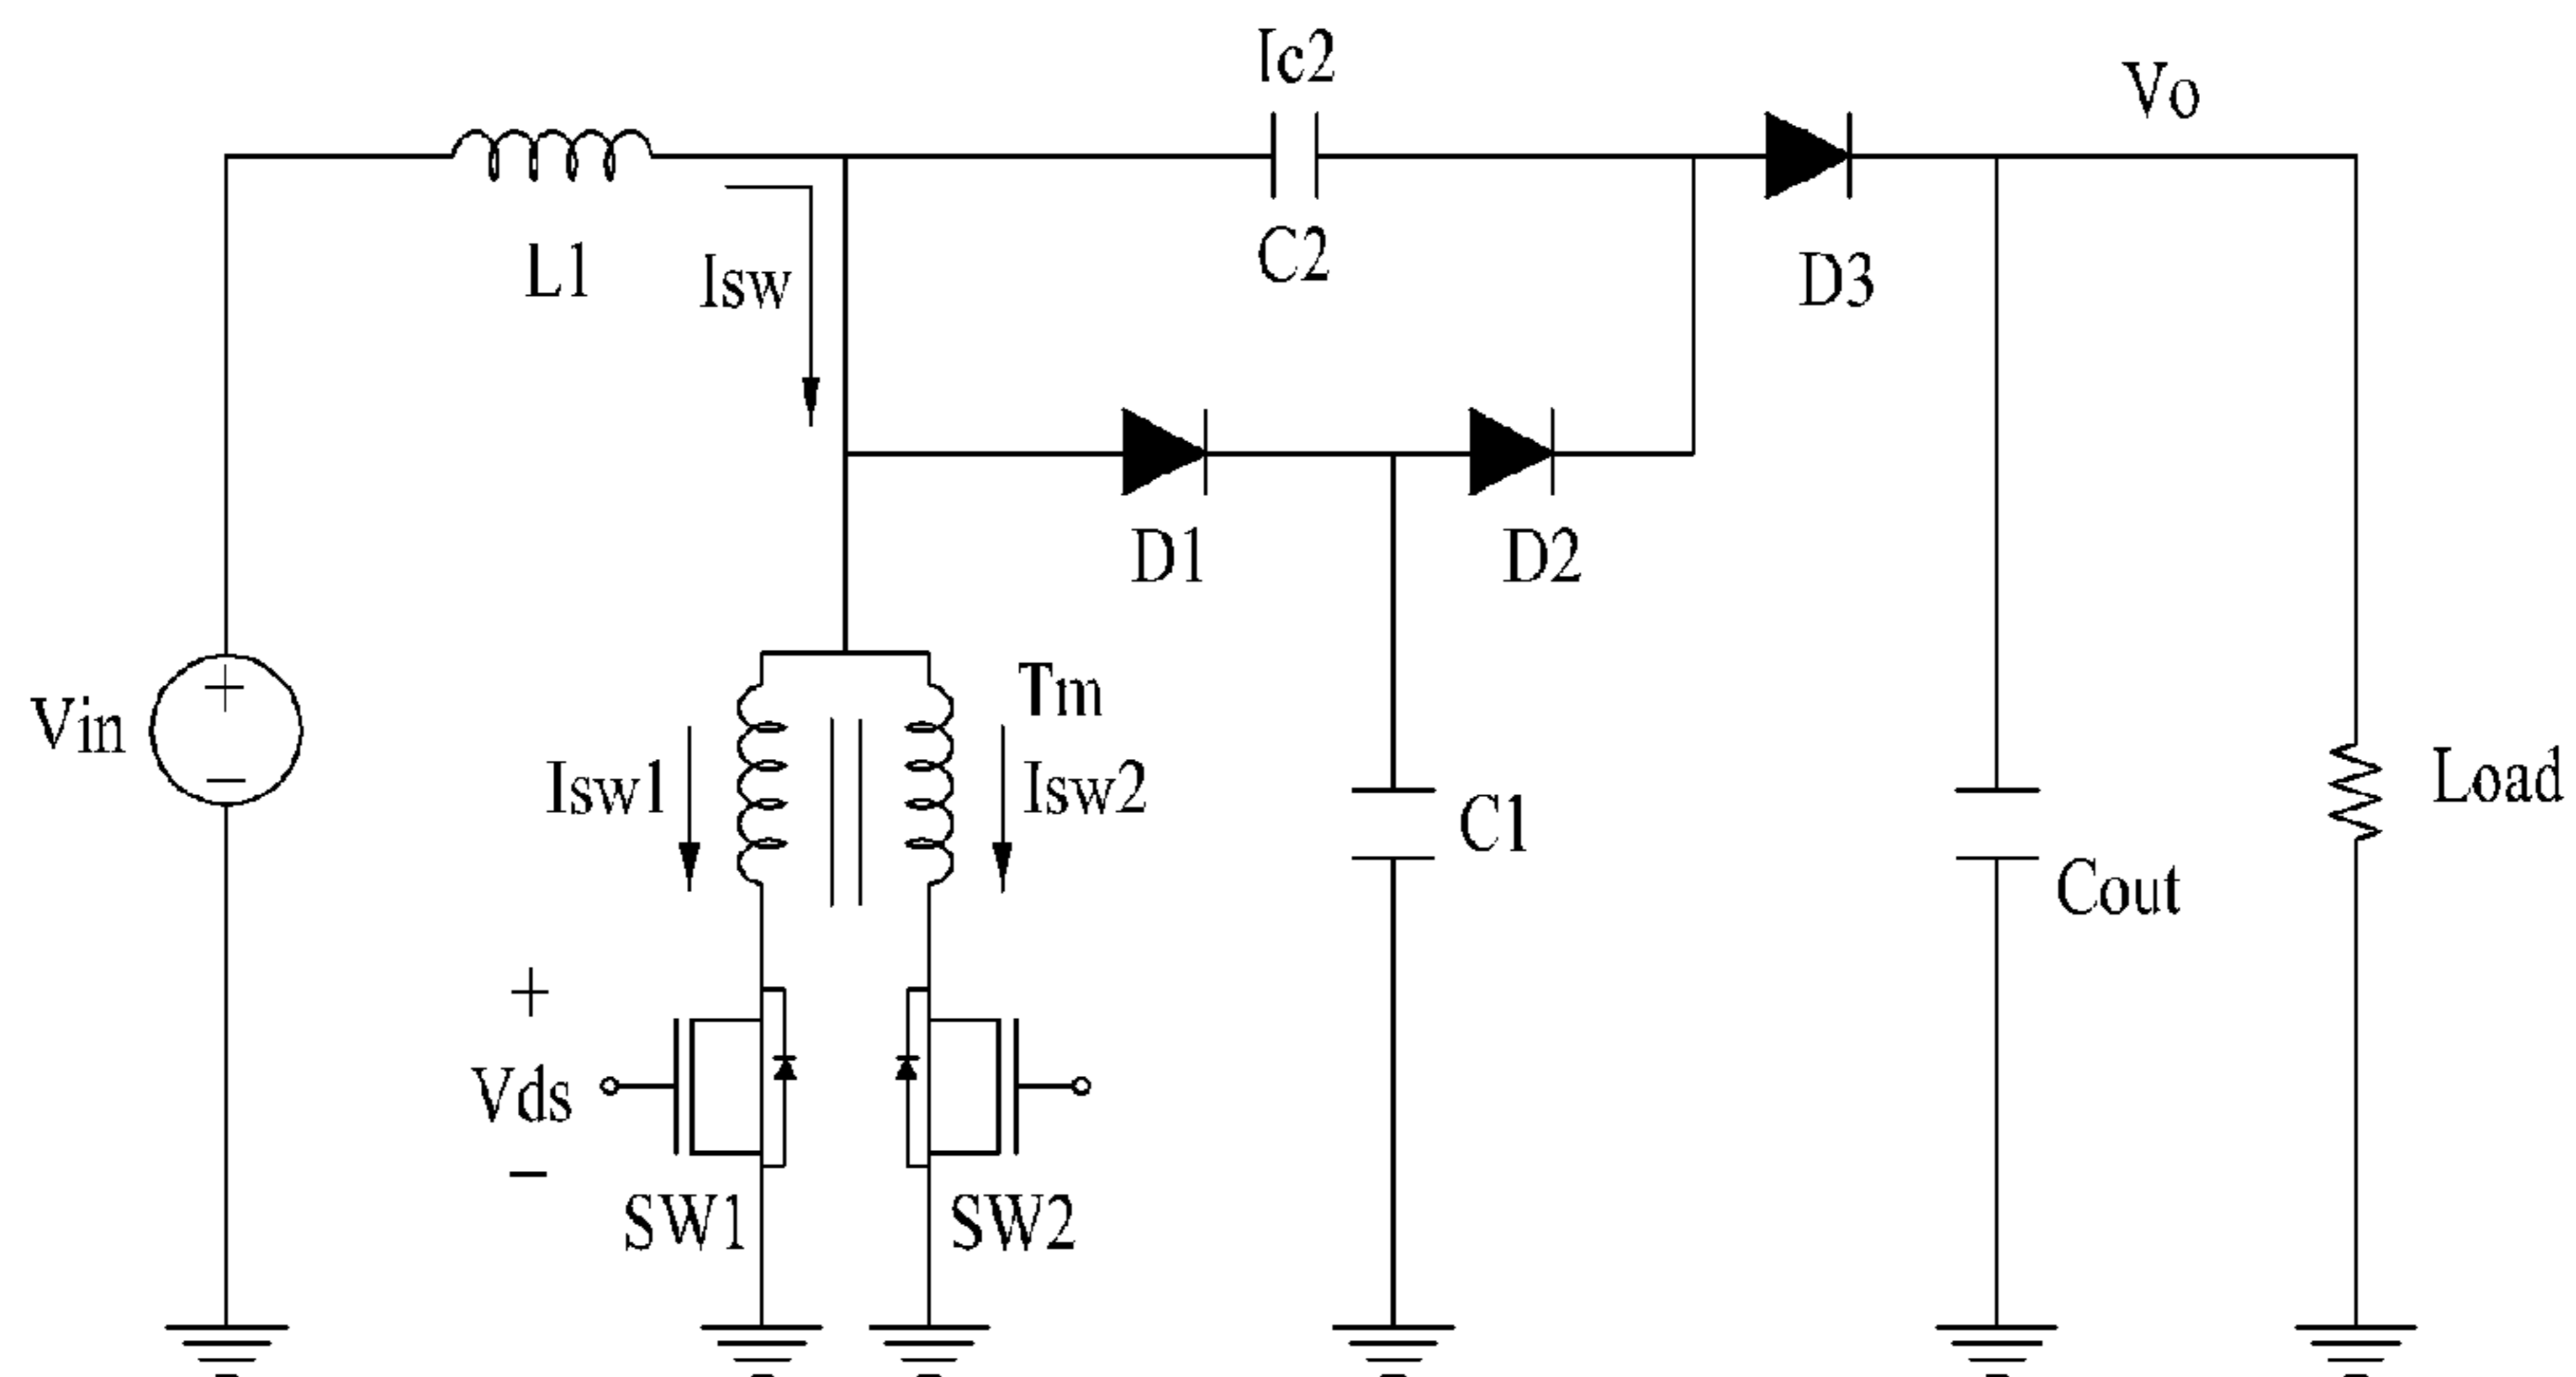 Ic2
Vo
L1
Isw
C2
D3
D1
D2
Vin
Tm
Isw1
Isw2
C1
Load
Cout
+
Vds
−
SW1
SW2